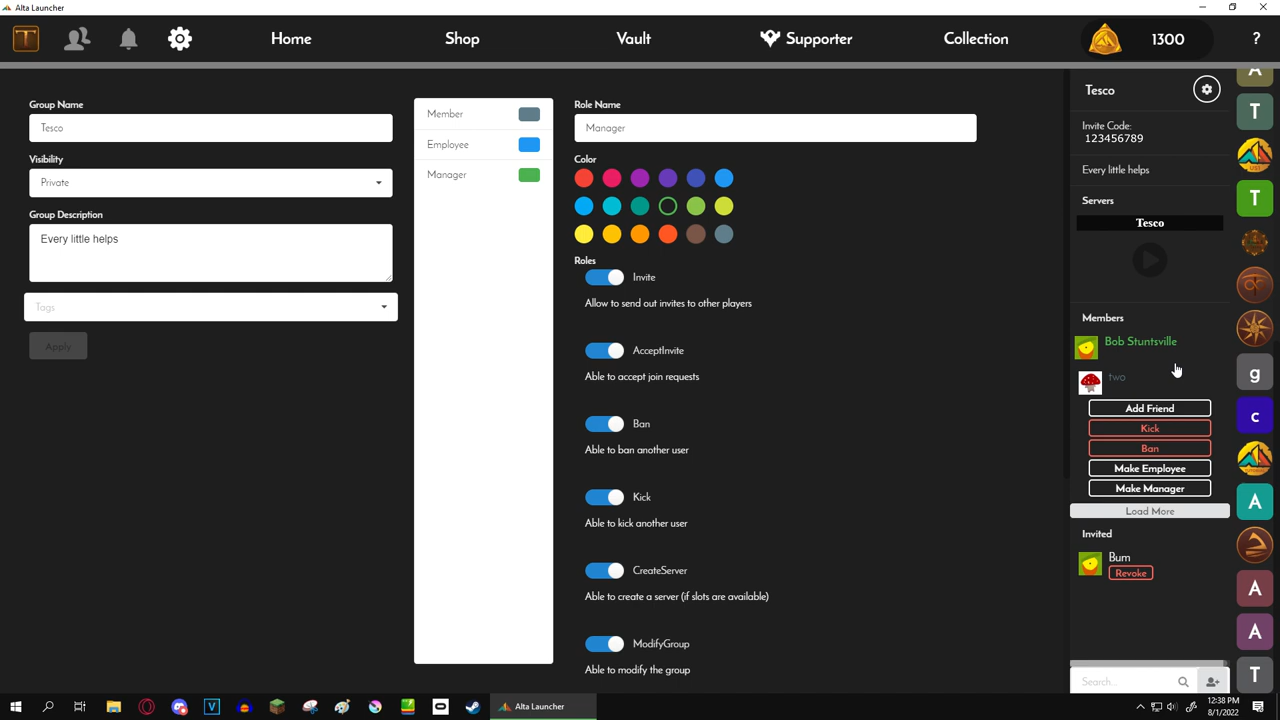 Alta Launcher
T
Home
Shop
Vault
Supporter
Collection
1300
?
Group Name
Tesco
Visibility
Private
Group Description
Every little helps
Tags
Apply
Member
Employee
Manager
Role Name
Manager
Color
Roles
Invite
Allow to send out invites to other players
AcceptInvite
Able to accept join requests
Ban
Able to ban another user
Kick
Able to kick another user
CreateServer
Able to create a server (if slots are available)
ModifyGroup
Able to modify the group
Tesco
Invite Code:
123456789
Every little helps
Servers
Tesco
Members
Bob Stuntsville
two
Add Friend
Kick
Ban
Make Employee
Make Manager
Load More
Invited
Bum
Revoke
Search...
A
T
T
g
c
A
A
A
T
Alta Launcher
12:38 PM
8/1/2022